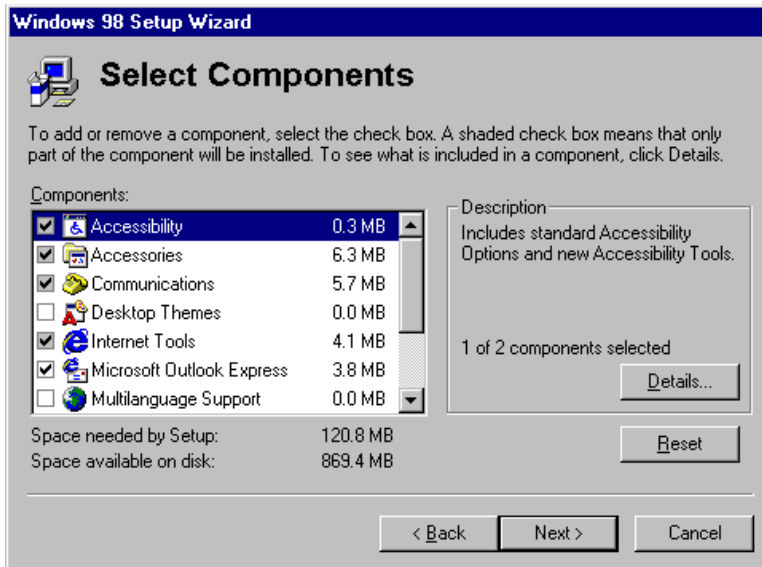 Windows 98 Setup Wizard
Select Components
To add or remove a component, select the check box. A shaded check box means that only
part of the component will be installed. To see what is included in a component, click Details.
Components:
Accessibility 0.3 MB
Accessories 6.3 MB
Communications 5.7 MB
Desktop Themes 0.0 MB
Internet Tools 4.1 MB
Microsoft Outlook Express 3.8 MB
Multilanguage Support 0.0 MB
Description
Includes standard Accessibility
Options and new Accessibility Tools.
1 of 2 components selected
Details...
Space needed by Setup: 120.8 MB
Space available on disk: 869.4 MB
Reset
< Back Next > Cancel